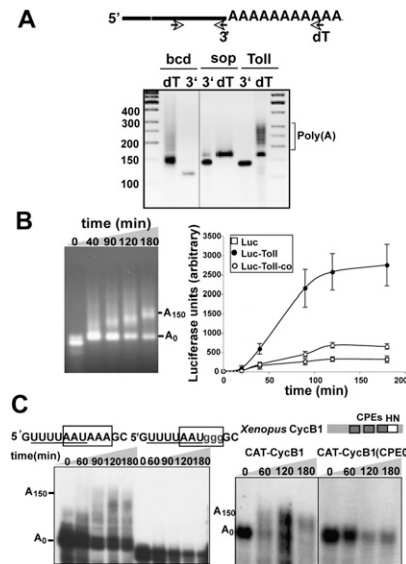 A
5' AAAAAAAAAAA
3' dT
bcd sop Toll
dT 3' 3' dT 3' dT
400
300
200
150
100
Poly(A)
B
time (min)
0 40 90 120 180
A150
A0
Luciferase units (arbitrary)
3500
3000
2500
2000
1500
1000
500
0
Luc
Luc-Toll
Luc-Toll-co
0 50 100 150 200
time (min)
C
5'GUUUUAAUAAAGC 5'GUUUUAAUgggGC
time(min) 0 60 90 120 180 0 60 90 120 180
A150
A0
Xenopus CycB1
CPEs HN
CAT-CycB1 CAT-CycB1(CPE0
0 60 120 180 0 60 120 180
A150
A0